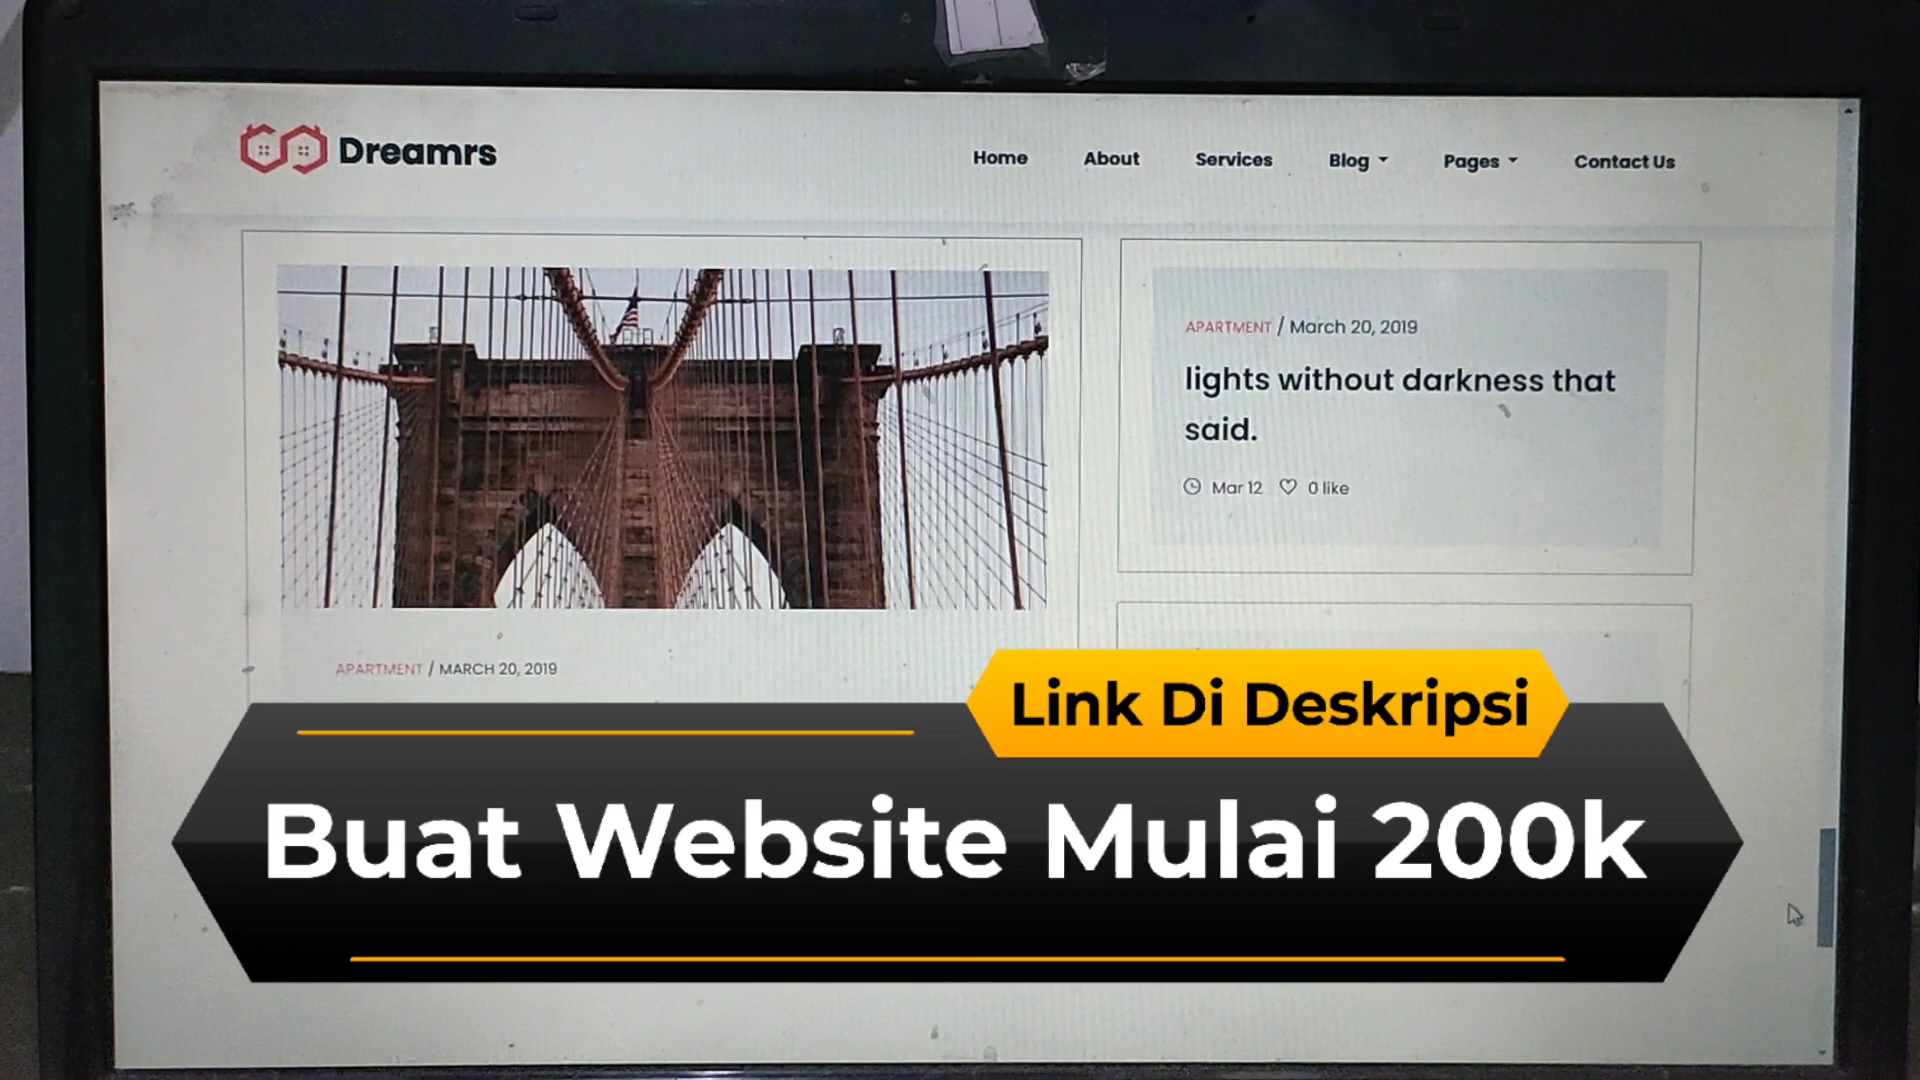 Dreamrs
Home About Services Blog Pages Contact Us
APARTMENT / March 20, 2019
lights without darkness that
said.
Mar 12 0 like
APARTMENT / MARCH 20, 2019
Link Di Deskripsi
Buat Website Mulai 200k